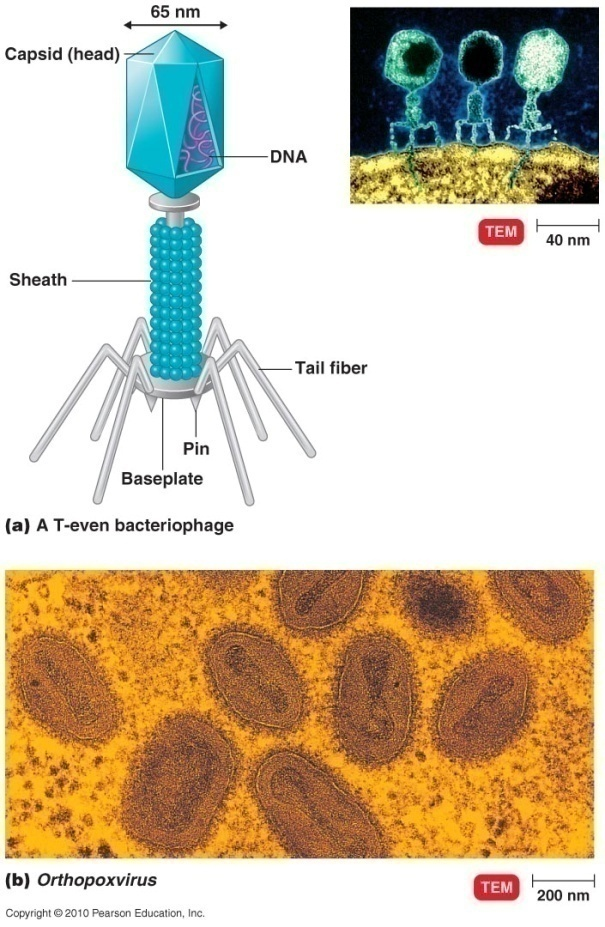 65 nm
Capsid (head)
DNA
TEM
40 nm
Sheath
Tail fiber
Pin
Baseplate
(a) A T-even bacteriophage
(b) Orthopoxvirus
TEM
200 nm
Copyright © 2010 Pearson Education, Inc.